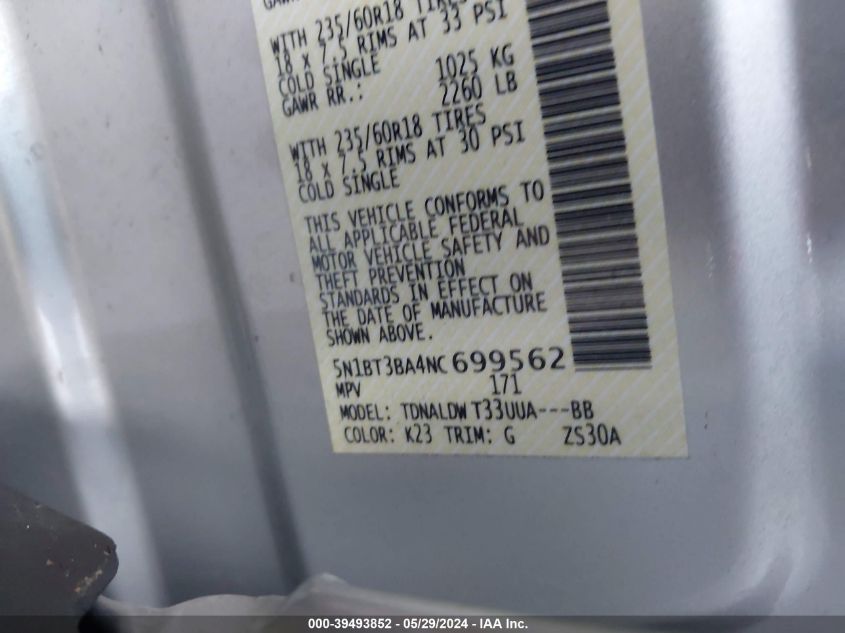 WITH 235/60R18 TIRES
18 x 7.5 RIMS AT 33 PSI
COLD SINGLE 1025 KG
GAWR RR.: 2260 LB
WITH 235/60R18 TIRES
18 x 7.5 RIMS AT 30 PSI
COLD SINGLE
THIS VEHICLE CONFORMS TO
ALL APPLICABLE FEDERAL
MOTOR VEHICLE SAFETY AND
THEFT PREVENTION
STANDARDS IN EFFECT ON
THE DATE OF MANUFACTURE
SHOWN ABOVE.
5N1BT3BA4NC699562
MPV 171
MODEL: TDNALDW T33UUA---BB
COLOR: K23 TRIM: G ZS30A
000-39493852 / 05/29/2024 - IAA Inc.